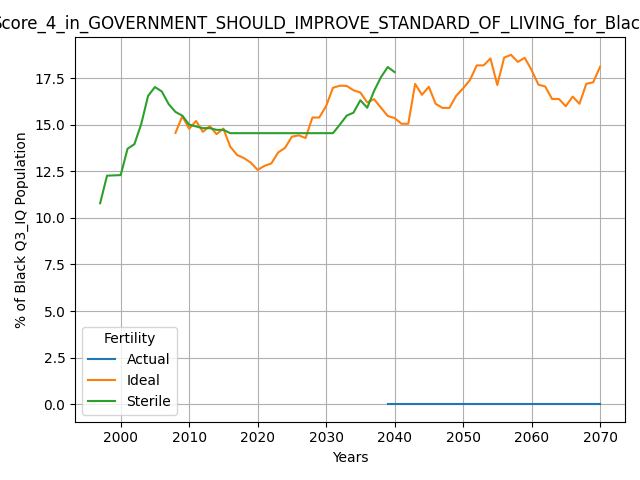 Score_4_in_GOVERNMENT_SHOULD_IMPROVE_STANDARD_OF_LIVING_for_Blac
17.5
15.0
12.5
10.0
7.5
5.0
2.5
0.0
% of Black Q3_IQ Population
Fertility
Actual
Ideal
Sterile
2000 2010 2020 2030 2040 2050 2060 2070
Years